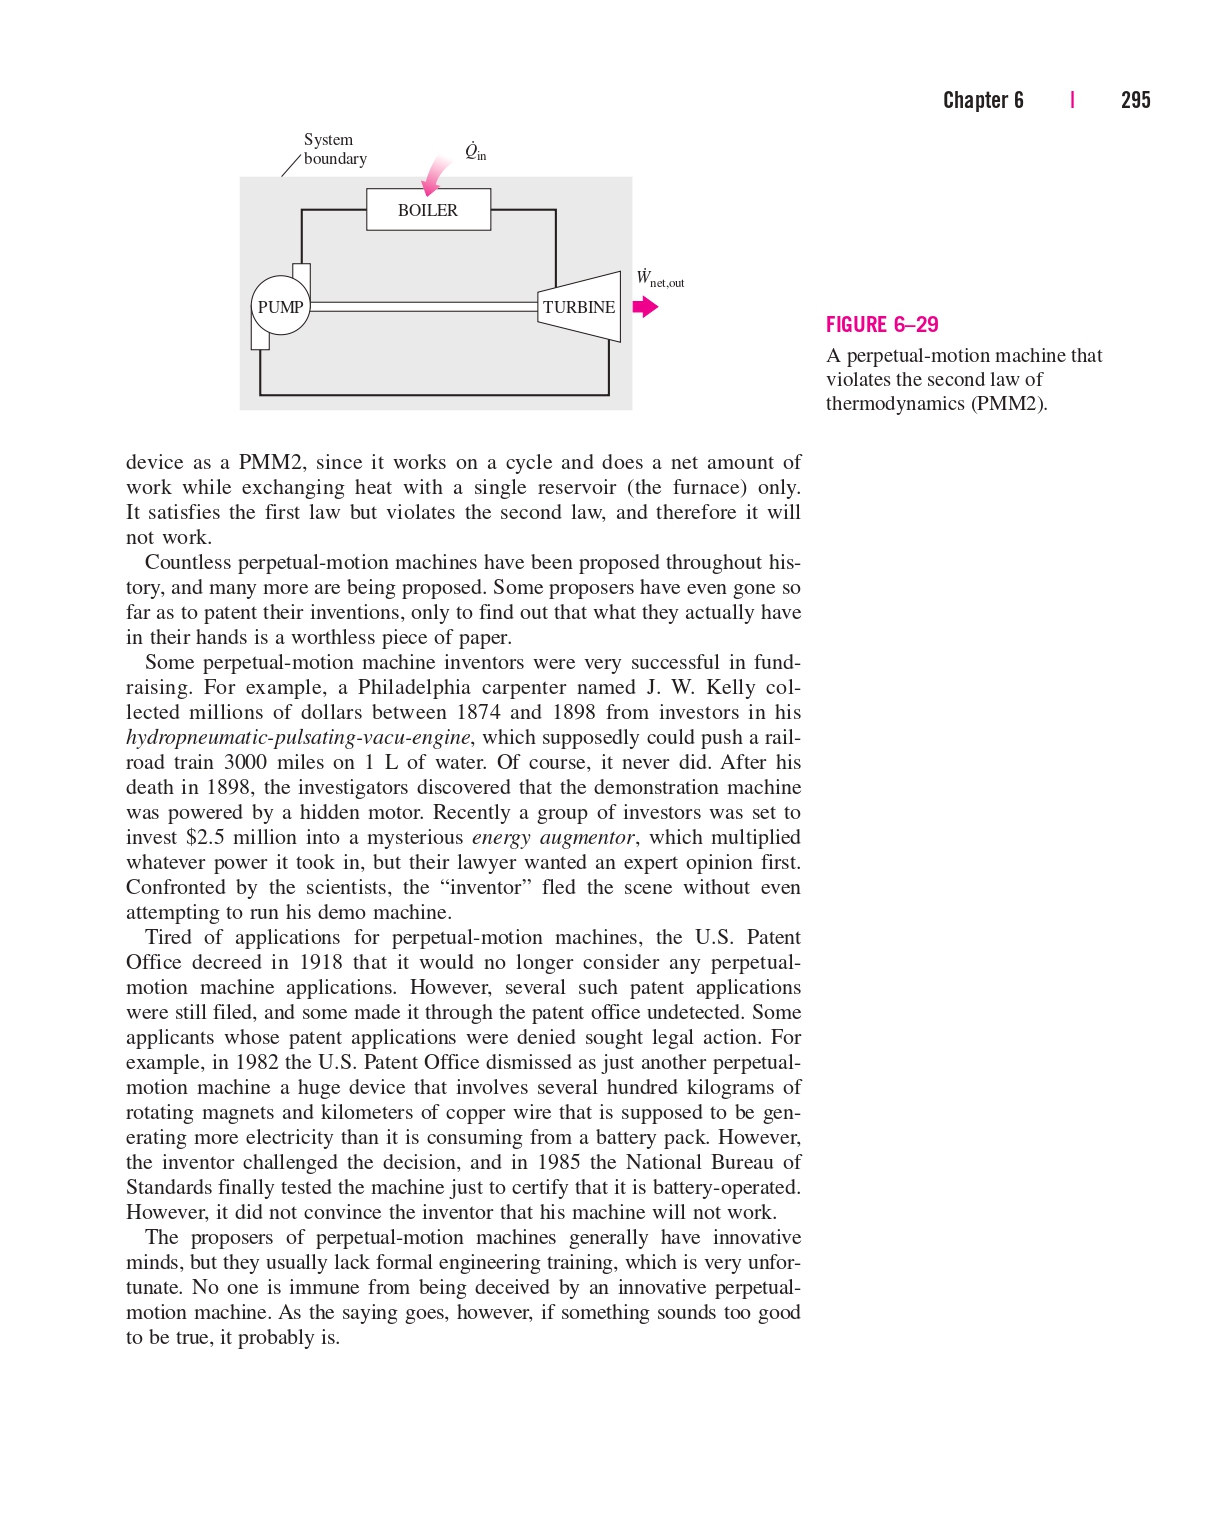 Chapter 6 | 295
System
boundary
Q̇in
BOILER
Ẇnet,out
PUMP
TURBINE
FIGURE 6–29
A perpetual-motion machine that
violates the second law of
thermodynamics (PMM2).
device as a PMM2, since it works on a cycle and does a net amount of
work while exchanging heat with a single reservoir (the furnace) only.
It satisfies the first law but violates the second law, and therefore it will
not work.
Countless perpetual-motion machines have been proposed throughout his-
tory, and many more are being proposed. Some proposers have even gone so
far as to patent their inventions, only to find out that what they actually have
in their hands is a worthless piece of paper.
Some perpetual-motion machine inventors were very successful in fund-
raising. For example, a Philadelphia carpenter named J. W. Kelly col-
lected millions of dollars between 1874 and 1898 from investors in his
hydropneumatic-pulsating-vacu-engine, which supposedly could push a rail-
road train 3000 miles on 1 L of water. Of course, it never did. After his
death in 1898, the investigators discovered that the demonstration machine
was powered by a hidden motor. Recently a group of investors was set to
invest $2.5 million into a mysterious energy augmentor, which multiplied
whatever power it took in, but their lawyer wanted an expert opinion first.
Confronted by the scientists, the “inventor” fled the scene without even
attempting to run his demo machine.
Tired of applications for perpetual-motion machines, the U.S. Patent
Office decreed in 1918 that it would no longer consider any perpetual-
motion machine applications. However, several such patent applications
were still filed, and some made it through the patent office undetected. Some
applicants whose patent applications were denied sought legal action. For
example, in 1982 the U.S. Patent Office dismissed as just another perpetual-
motion machine a huge device that involves several hundred kilograms of
rotating magnets and kilometers of copper wire that is supposed to be gen-
erating more electricity than it is consuming from a battery pack. However,
the inventor challenged the decision, and in 1985 the National Bureau of
Standards finally tested the machine just to certify that it is battery-operated.
However, it did not convince the inventor that his machine will not work.
The proposers of perpetual-motion machines generally have innovative
minds, but they usually lack formal engineering training, which is very unfor-
tunate. No one is immune from being deceived by an innovative perpetual-
motion machine. As the saying goes, however, if something sounds too good
to be true, it probably is.